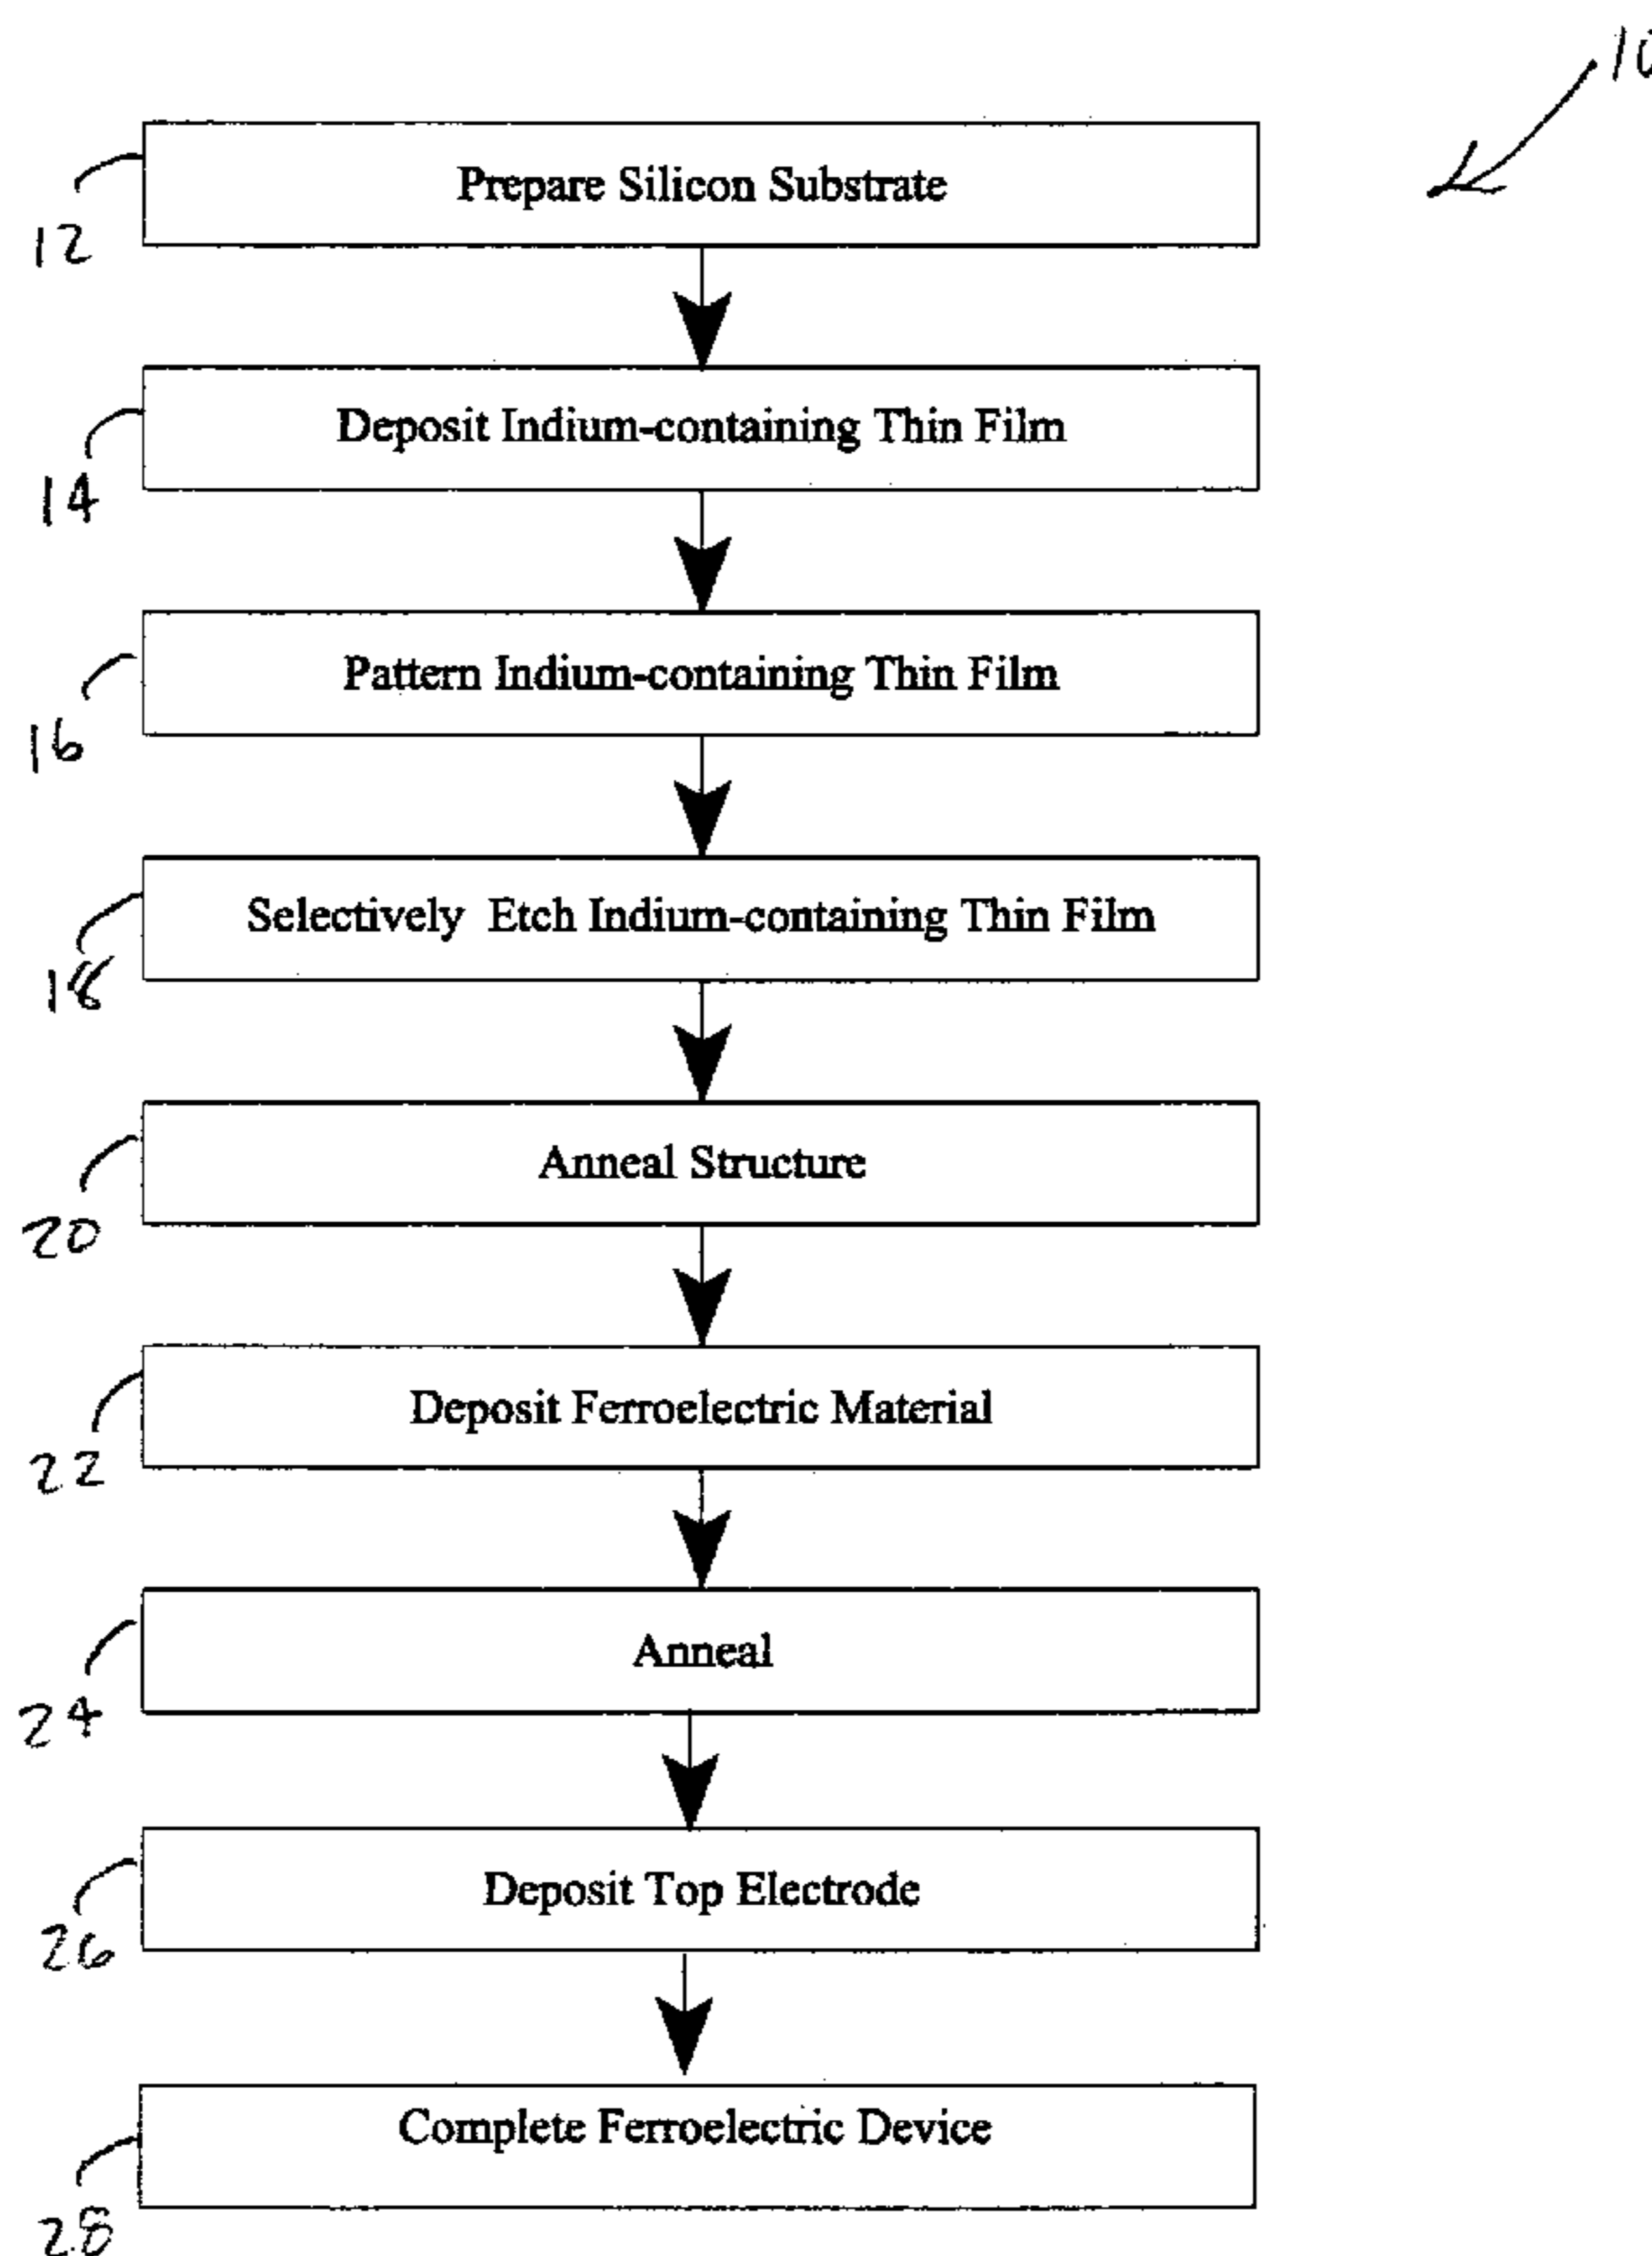 10
Prepare Silicon Substrate
12
Deposit Indium-containing Thin Film
14
Pattern Indium-containing Thin Film
16
Selectively Etch Indium-containing Thin Film
18
Anneal Structure
20
Deposit Ferroelectric Material
22
Anneal
24
Deposit Top Electrode
26
Complete Ferroelectric Device
28